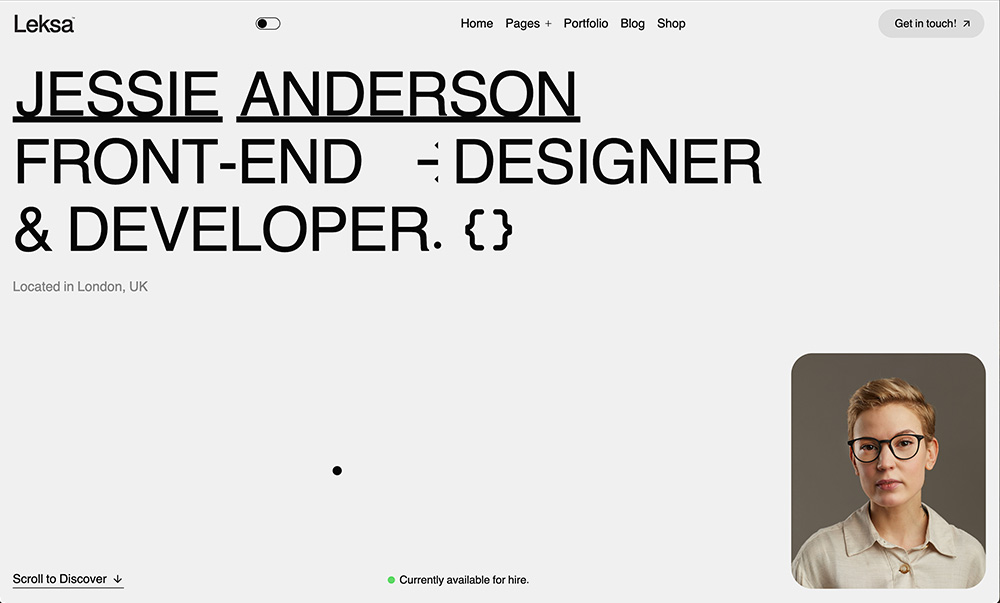 Leksa™
Home Pages + Portfolio Blog Shop
Get in touch! ↗
JESSIE ANDERSON
FRONT-END DESIGNER
& DEVELOPER. {}
Located in London, UK
Scroll to Discover ↓
Currently available for hire.